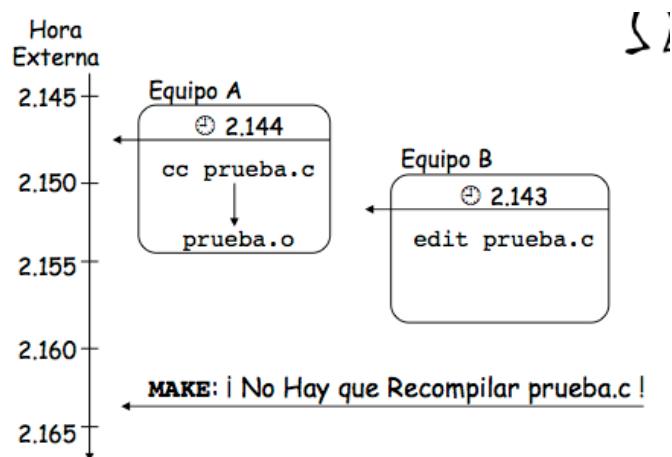 Hora
Externa
2.145
Equipo A
2.144
cc prueba.c
prueba.o
2.150
Equipo B
2.143
edit prueba.c
2.155
2.160
MAKE: ¡ No Hay que Recompilar prueba.c !
2.165